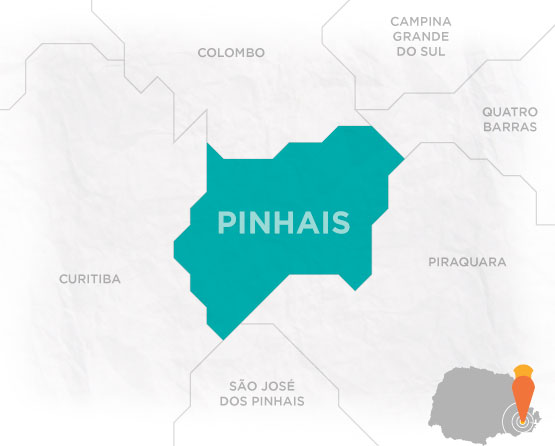 CAMPINA
GRANDE
DO SUL
COLOMBO
QUATRO
BARRAS
PINHAIS
PIRAQUARA
CURITIBA
SÃO JOSÉ
DOS PINHAIS